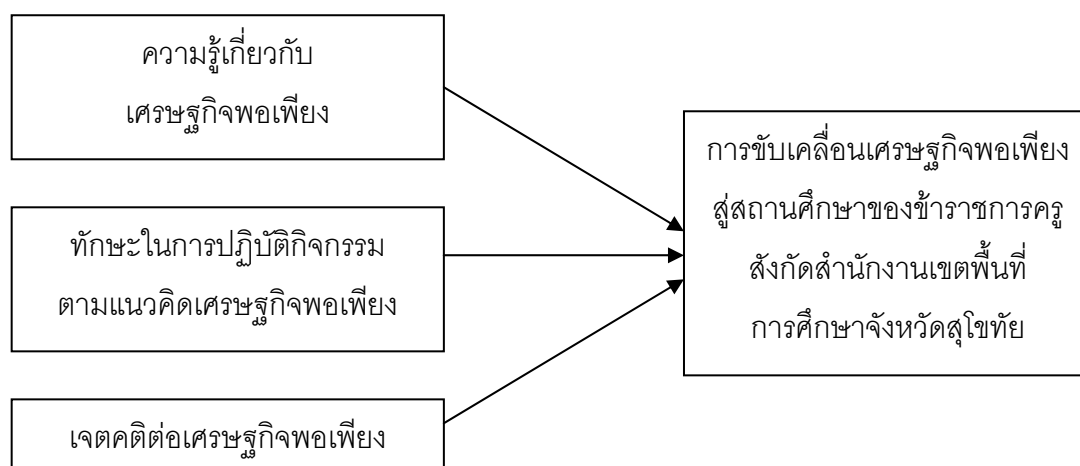 ความรู้เกี่ยวกับ
เศรษฐกิจพอเพียง
ทักษะในการปฏิบัติกิจกรรม
ตามแนวคิดเศรษฐกิจพอเพียง
เจตคติต่อเศรษฐกิจพอเพียง
การขับเคลื่อนเศรษฐกิจพอเพียง
สู่สถานศึกษาของข้าราชการครู
สังกัดสำนักงานเขตพื้นที่
การศึกษาจังหวัดสุโขทัย